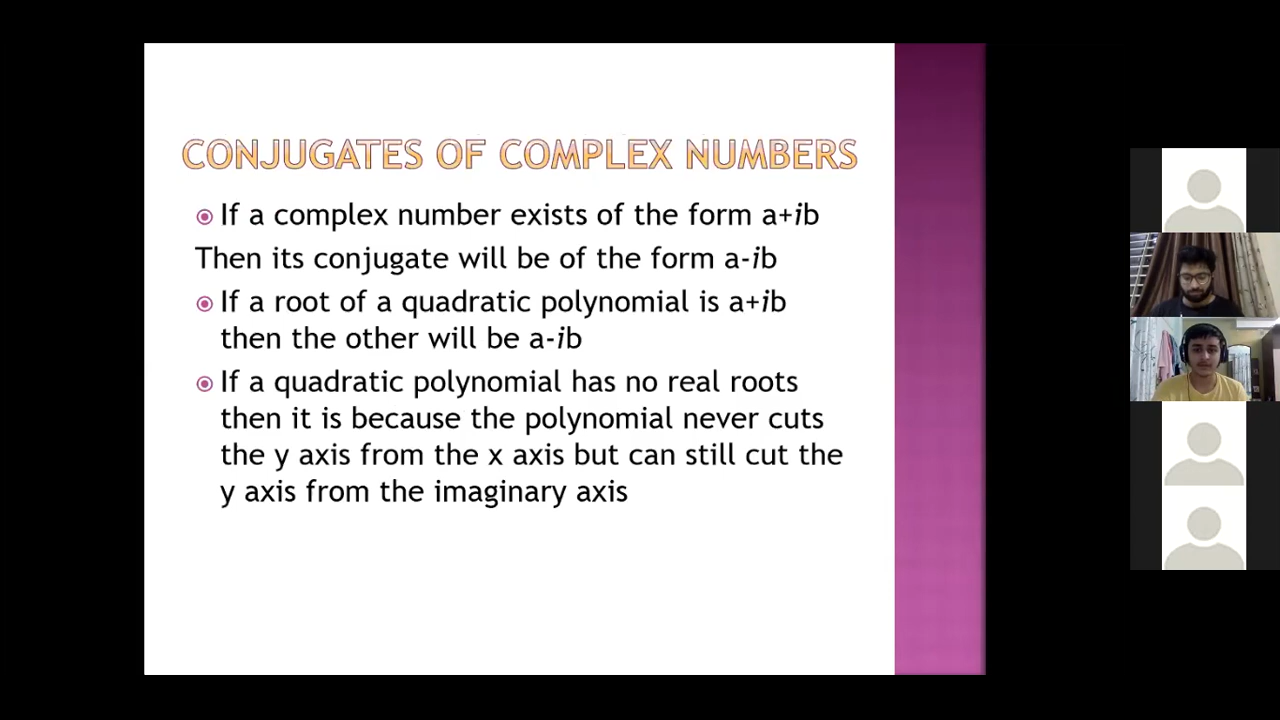 CONJUGATES OF COMPLEX NUMBERS
If a complex number exists of the form a+ib
Then its conjugate will be of the form a-ib
If a root of a quadratic polynomial is a+ib
then the other will be a-ib
If a quadratic polynomial has no real roots
then it is because the polynomial never cuts
the y axis from the x axis but can still cut the
y axis from the imaginary axis